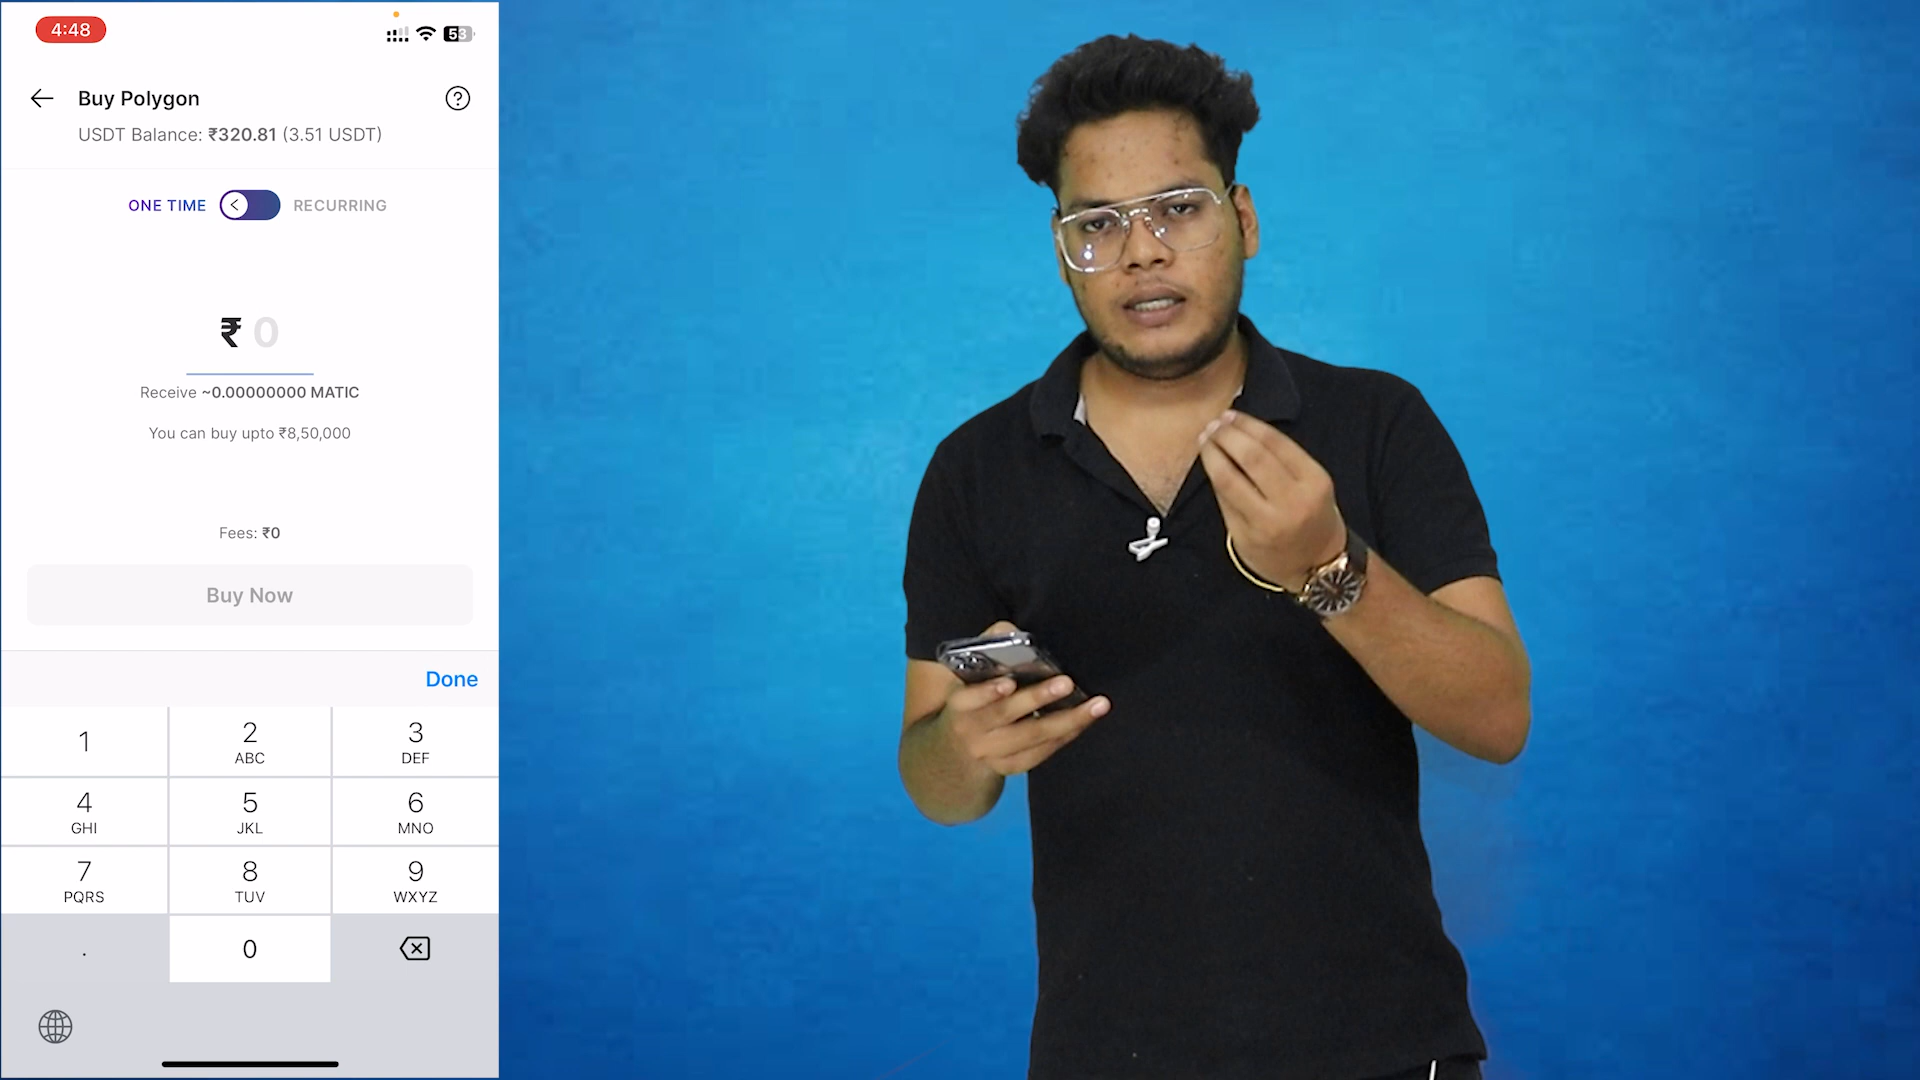 4:48
53
Buy Polygon
USDT Balance: ₹320.81 (3.51 USDT)
ONE TIME RECURRING
₹ 0
Receive ~0.00000000 MATIC
You can buy upto ₹8,50,000
Fees: ₹0
Buy Now
Done
1 2 3
ABC DEF
4 5 6
GHI JKL MNO
7 8 9
PQRS TUV WXYZ
. 0